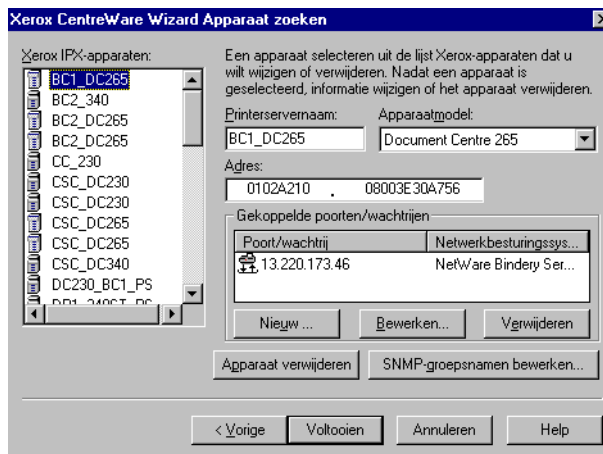 Xerox CentreWare Wizard Apparaat zoeken
Xerox IPX-apparaten:
BC1_DC265
BC2_340
BC2_DC265
BC2_DC265
CC_230
CSC_DC230
CSC_DC230
CSC_DC265
CSC_DC265
CSC_DC340
DC230_BC1_PS
Een apparaat selecteren uit de lijst Xerox-apparaten dat u
wilt wijzigen of verwijderen. Nadat een apparaat is
geselecteerd, informatie wijzigen of het apparaat verwijderen.
Printerservernaam:
Apparaatmodel:
BC1_DC265
Document Centre 265
Adres:
0102A210 . 08003E30A756
Gekoppelde poorten/wachtrijen
Poort/wachtrij
Netwerkbesturingssys...
13.220.173.46
NetWare Bindery Ser...
Nieuw ...
Bewerken...
Verwijderen
Apparaat verwijderen
SNMP-groepsnamen bewerken...
< Vorige
Voltooien
Annuleren
Help